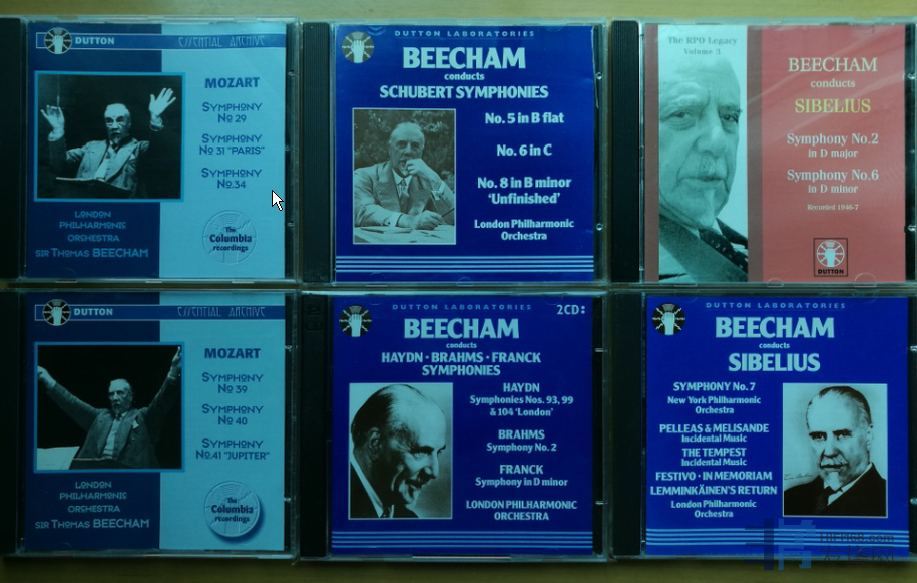 DUTTON
ESSENTIAL ARCHIVE
MOZART
SYMPHONY
No 29
SYMPHONY
No 31 "PARIS"
SYMPHONY
No.34
LONDON
PHILHARMONIC
ORCHESTRA
SIR THOMAS BEECHAM
The
Columbia
recordings
DUTTON LABORATORIES
BEECHAM
conducts
SCHUBERT SYMPHONIES
No. 5 in B flat
No. 6 in C
No. 8 in B minor
‘Unfinished’
London Philharmonic
Orchestra
The RPO Legacy
Volume 3
BEECHAM
conducts
SIBELIUS
Symphony No.2
in D major
Symphony No.6
in D minor
Recorded 1946-7
DUTTON
DUTTON
ESSENTIAL ARCHIVE
MOZART
SYMPHONY
No 39
SYMPHONY
No 40
SYMPHONY
No.41 "JUPITER"
LONDON
PHILHARMONIC
ORCHESTRA
SIR THOMAS BEECHAM
The
Columbia
recordings
DUTTON LABORATORIES
2CD:
BEECHAM
conducts
HAYDN · BRAHMS · FRANCK
SYMPHONIES
HAYDN
Symphonies Nos. 93, 99
& 104 ‘London’
BRAHMS
Symphony No. 2
FRANCK
Symphony in D minor
LONDON PHILHARMONIC
ORCHESTRA
DUTTON LABORATORIES
BEECHAM
conducts
SIBELIUS
SYMPHONY No. 7
New York Philharmonic
Orchestra
PELLEAS & MELISANDE
Incidental Music
THE TEMPEST
Incidental Music
FESTIVO · IN MEMORIAM
LEMMINKÄINEN'S RETURN
London Philharmonic
Orchestra